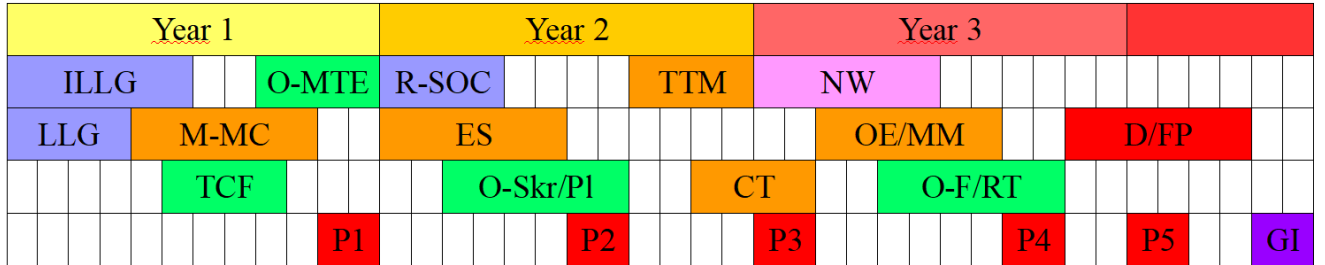 Year 1 Year 2 Year 3
ILLG O-MTE R-SOC TTM NW
LLG M-MC ES OE/MM D/FP
TCF O-Skr/Pl CT O-F/RT
P1 P2 P3 P4 P5 GI